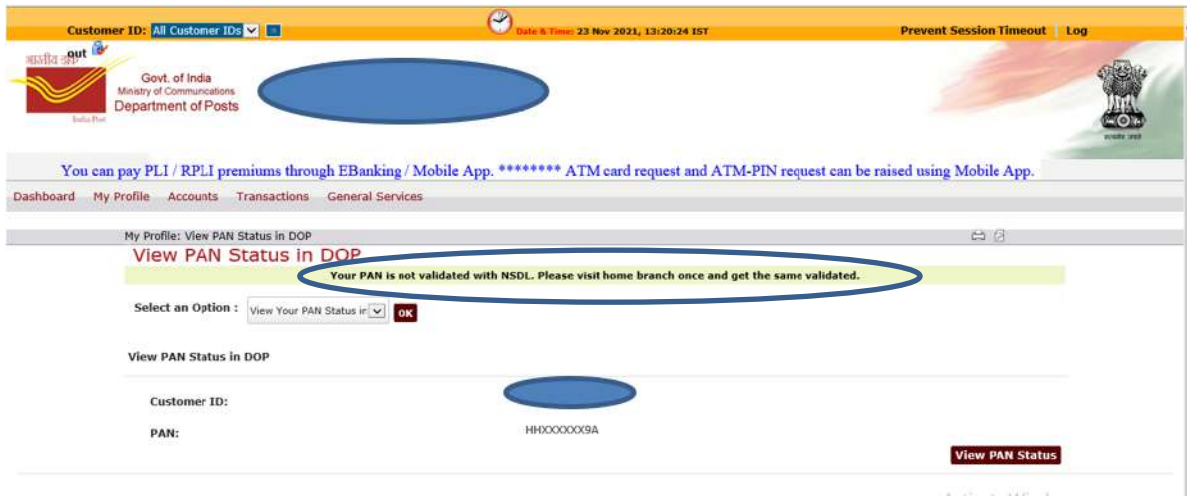 Customer ID: All Customer IDs
Date & Time: 23 Nov 2021, 13:20:24 IST
Prevent Session Timeout | Log
out
भारतीय डाक
Govt. of India
Ministry of Communications
Department of Posts
India Post
सत्यमेव जयते
You can pay PLI / RPLI premiums through EBanking / Mobile App. ******** ATM card request and ATM-PIN request can be raised using Mobile App.
Dashboard My Profile Accounts Transactions General Services
My Profile: View PAN Status in DOP
View PAN Status in DOP
Your PAN is not validated with NSDL. Please visit home branch once and get the same validated.
Select an Option : View Your PAN Status in OK
View PAN Status in DOP
Customer ID:
PAN: HHXXXXXX9A
View PAN Status